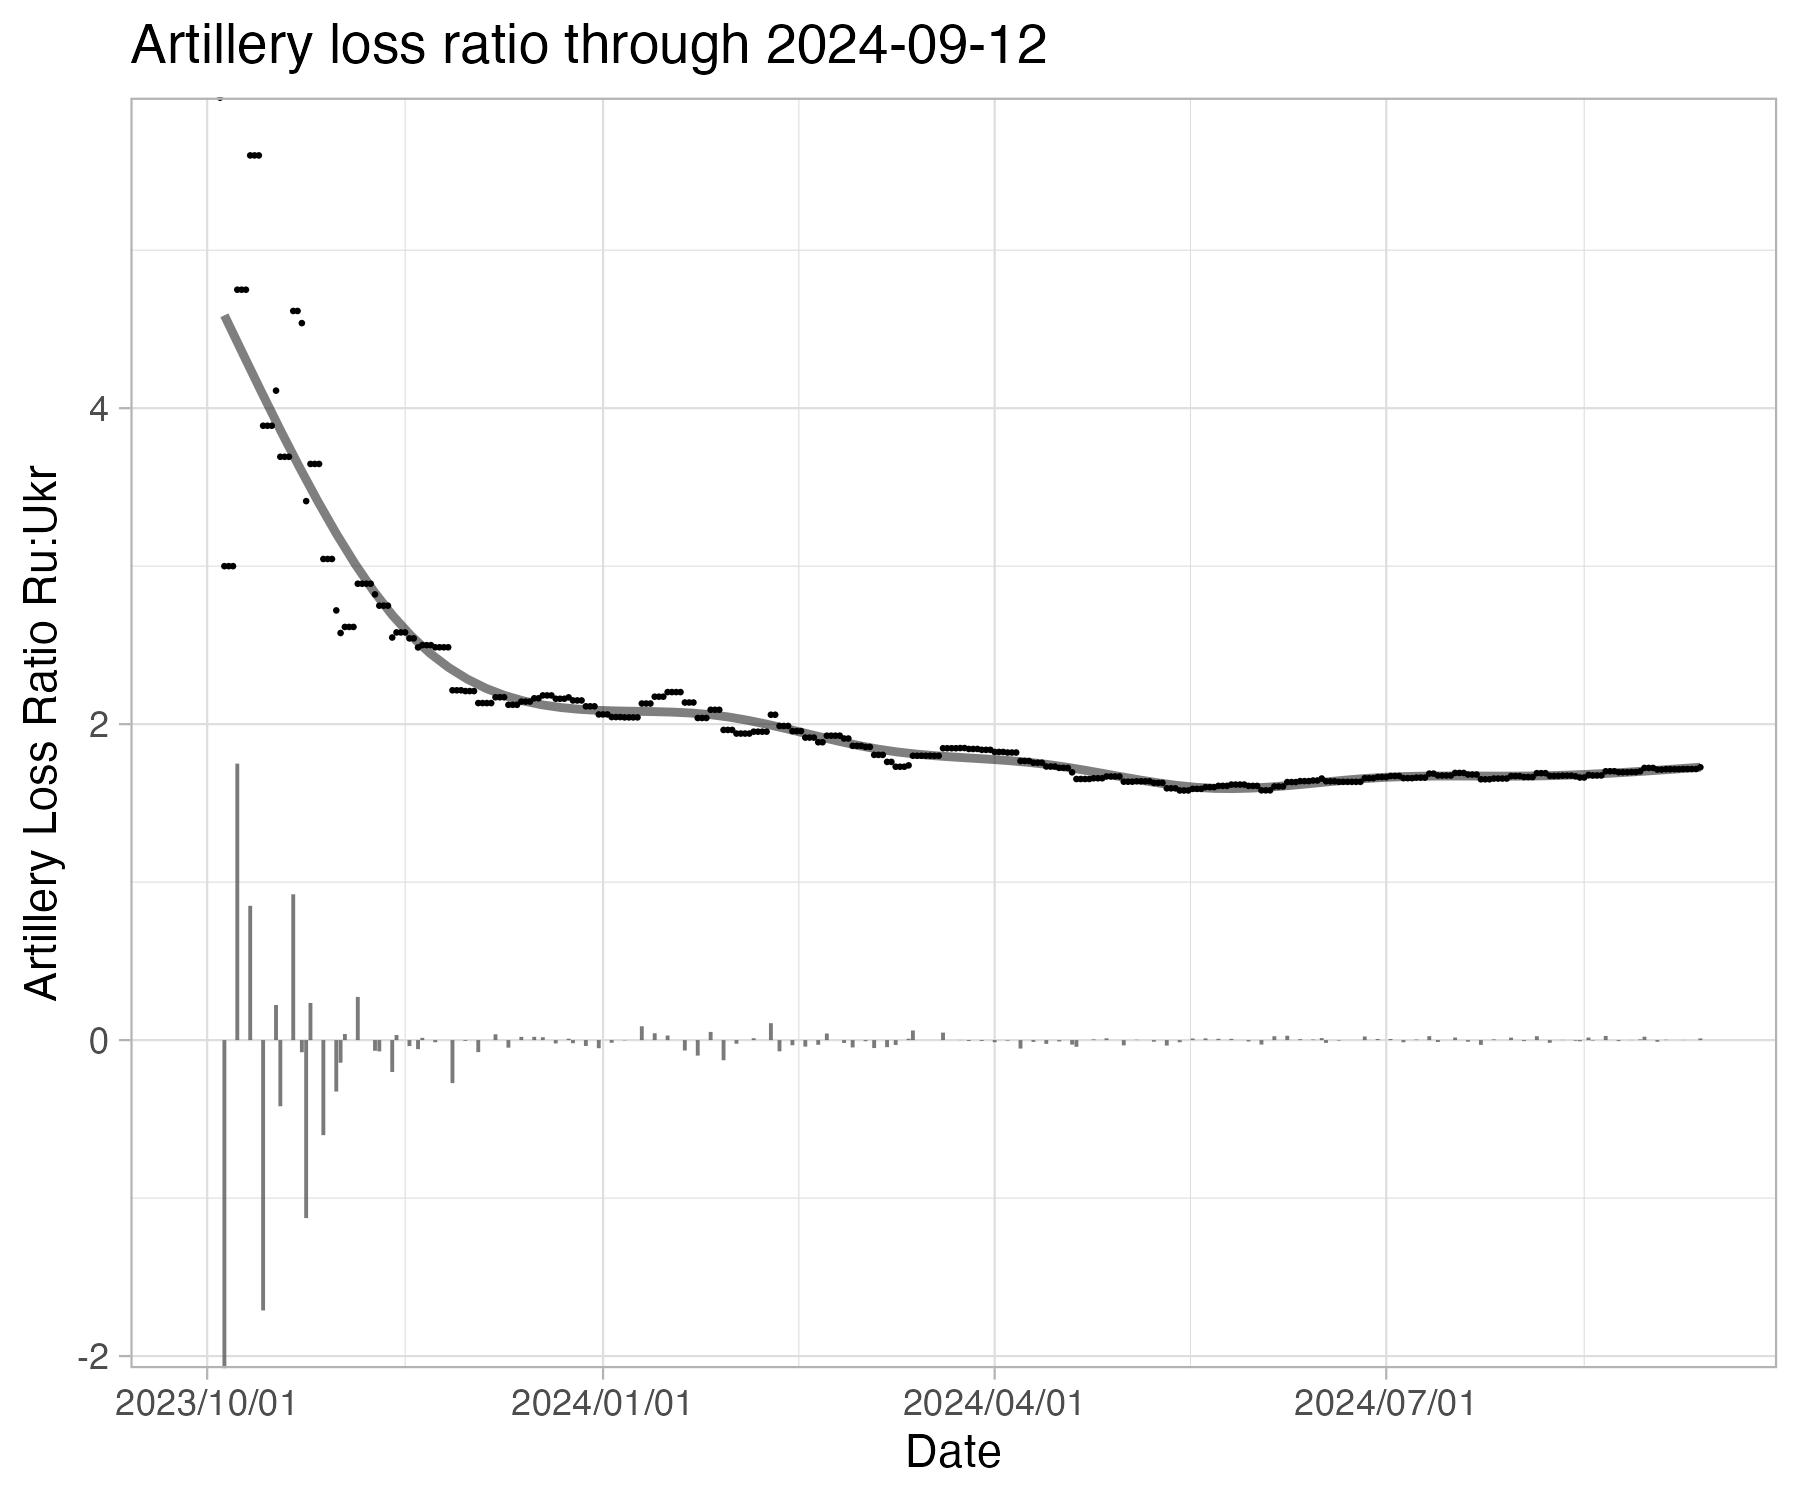 Artillery loss ratio through 2024-09-12
Artillery Loss Ratio Ru:Ukr
4
2
0
-2
2023/10/01
2024/01/01
2024/04/01
2024/07/01
Date